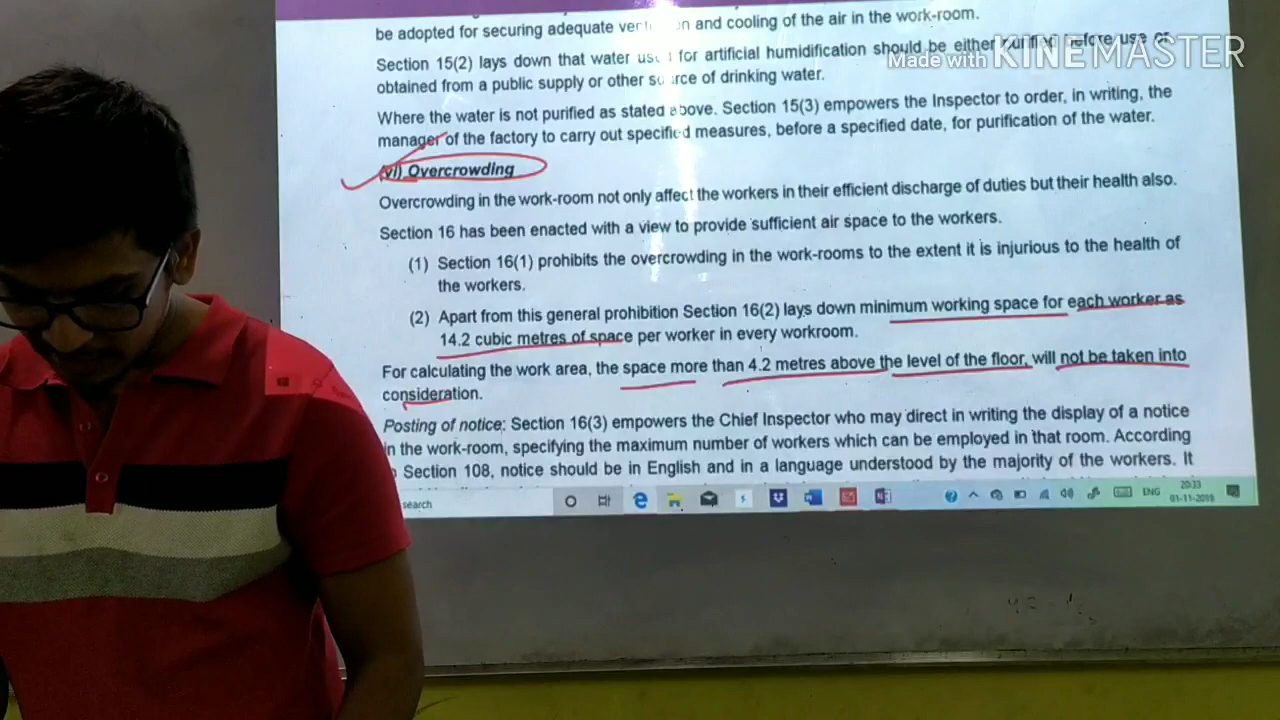 be adopted for securing adequate and cooling of the air in the work-room.
Section 15(2) lays down that water for artificial humidification should be either before use or
obtained from a public supply or other source of drinking water.
Made with KINEMASTER
Where the water is not purified as stated above. Section 15(3) empowers the Inspector to order, in writing, the
manager of the factory to carry out specified measures, before a specified date, for purification of the water.
(vi) Overcrowding
Overcrowding in the work-room not only affect the workers in their efficient discharge of duties but their health also.
Section 16 has been enacted with a view to provide sufficient air space to the workers.
(1) Section 16(1) prohibits the overcrowding in the work-rooms to the extent it is injurious to the health of
the workers.
(2) Apart from this general prohibition Section 16(2) lays down minimum working space for each worker as
14.2 cubic metres of space per worker in every workroom.
For calculating the work area, the space more than 4.2 metres above the level of the floor, will not be taken into
consideration.
Posting of notice: Section 16(3) empowers the Chief Inspector who may direct in writing the display of a notice
in the work-room, specifying the maximum number of workers which can be employed in that room. According
Section 108, notice should be in English and in a language understood by the majority of the workers. It
search
ENG
20:33
01-11-2019